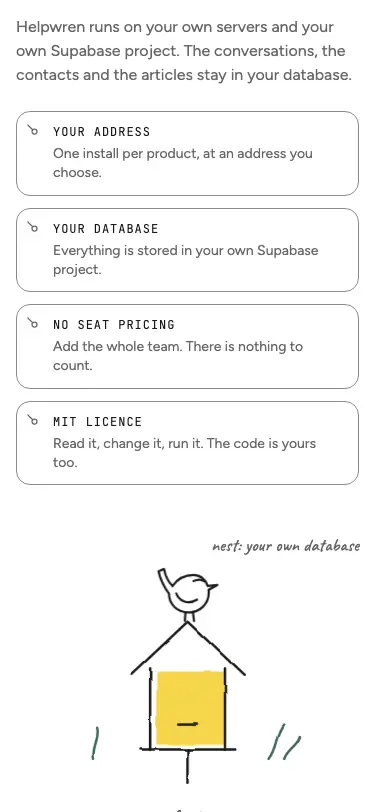 Helpwren runs on your own servers and your
own Supabase project. The conversations, the
contacts and the articles stay in your database.
YOUR ADDRESS
One install per product, at an address you
choose.
YOUR DATABASE
Everything is stored in your own Supabase
project.
NO SEAT PRICING
Add the whole team. There is nothing to
count.
MIT LICENCE
Read it, change it, run it. The code is yours
too.
nest: your own database